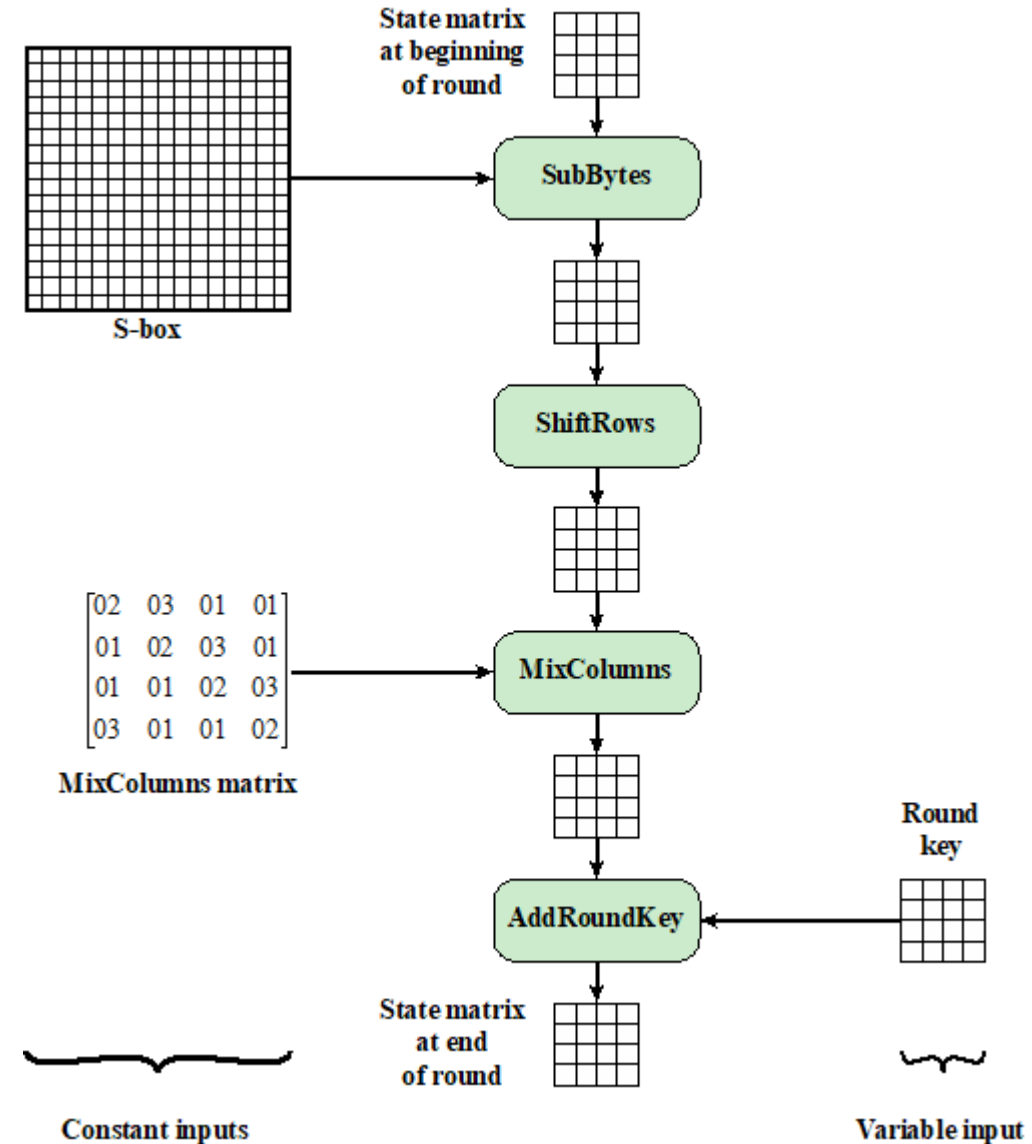 State matrix
at beginning
of round
SubBytes
S-box
ShiftRows
02 03 01 01
01 02 03 01
01 01 02 03
03 01 01 02
MixColumns
MixColumns matrix
Round
key
AddRoundKey
State matrix
at end
of round
Constant inputs
Variable input